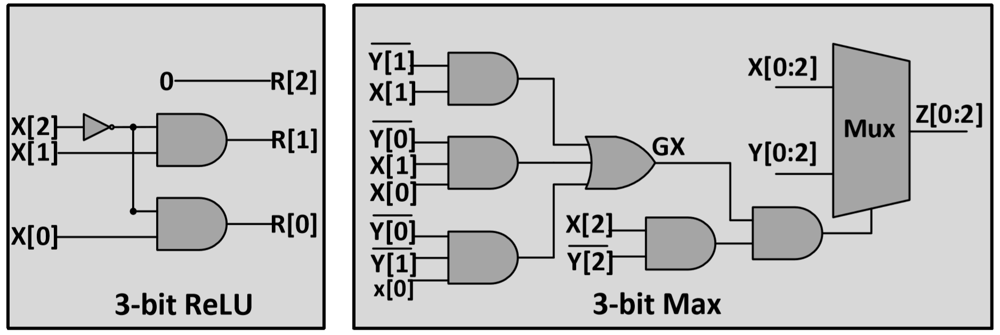 0
R[2]
X[2]
X[1]
R[1]
X[0]
R[0]
3-bit ReLU
Y[1]
X[1]
Y[0]
X[1]
X[0]
Y[0]
Y[1]
x[0]
GX
X[2]
Y[2]
X[0:2]
Y[0:2]
Mux
Z[0:2]
3-bit Max